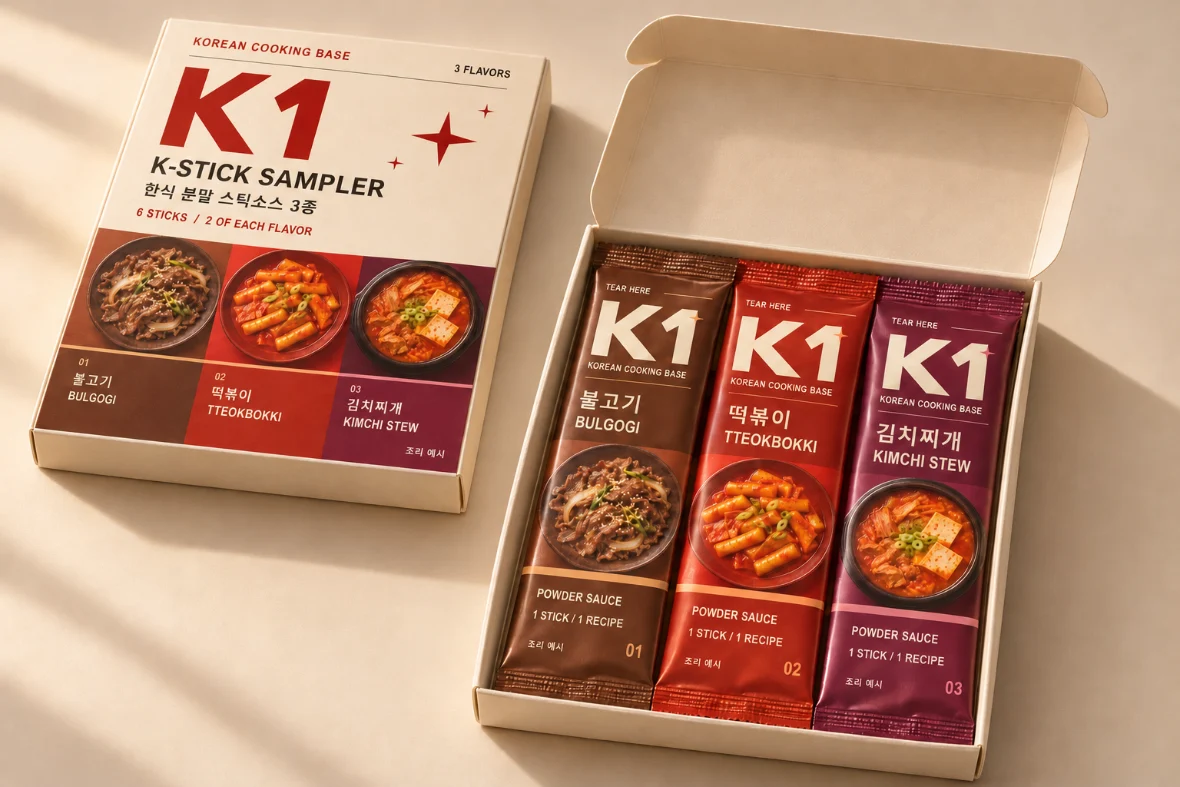 KOREAN COOKING BASE
3 FLAVORS
K1
K-STICK SAMPLER
한식 분말 스틱소스 3종
6 STICKS / 2 OF EACH FLAVOR
01
불고기
BULGOGI
02
떡볶이
TTEOKBOKKI
03
김치찌개
KIMCHI STEW
조리 예시
TEAR HERE
K1
KOREAN COOKING BASE
불고기
BULGOGI
POWDER SAUCE
1 STICK / 1 RECIPE
조리 예시
01
TEAR HERE
K1
KOREAN COOKING BASE
떡볶이
TTEOKBOKKI
POWDER SAUCE
1 STICK / 1 RECIPE
조리 예시
02
TEAR HERE
K1
KOREAN COOKING BASE
김치찌개
KIMCHI STEW
POWDER SAUCE
1 STICK / 1 RECIPE
조리 예시
03